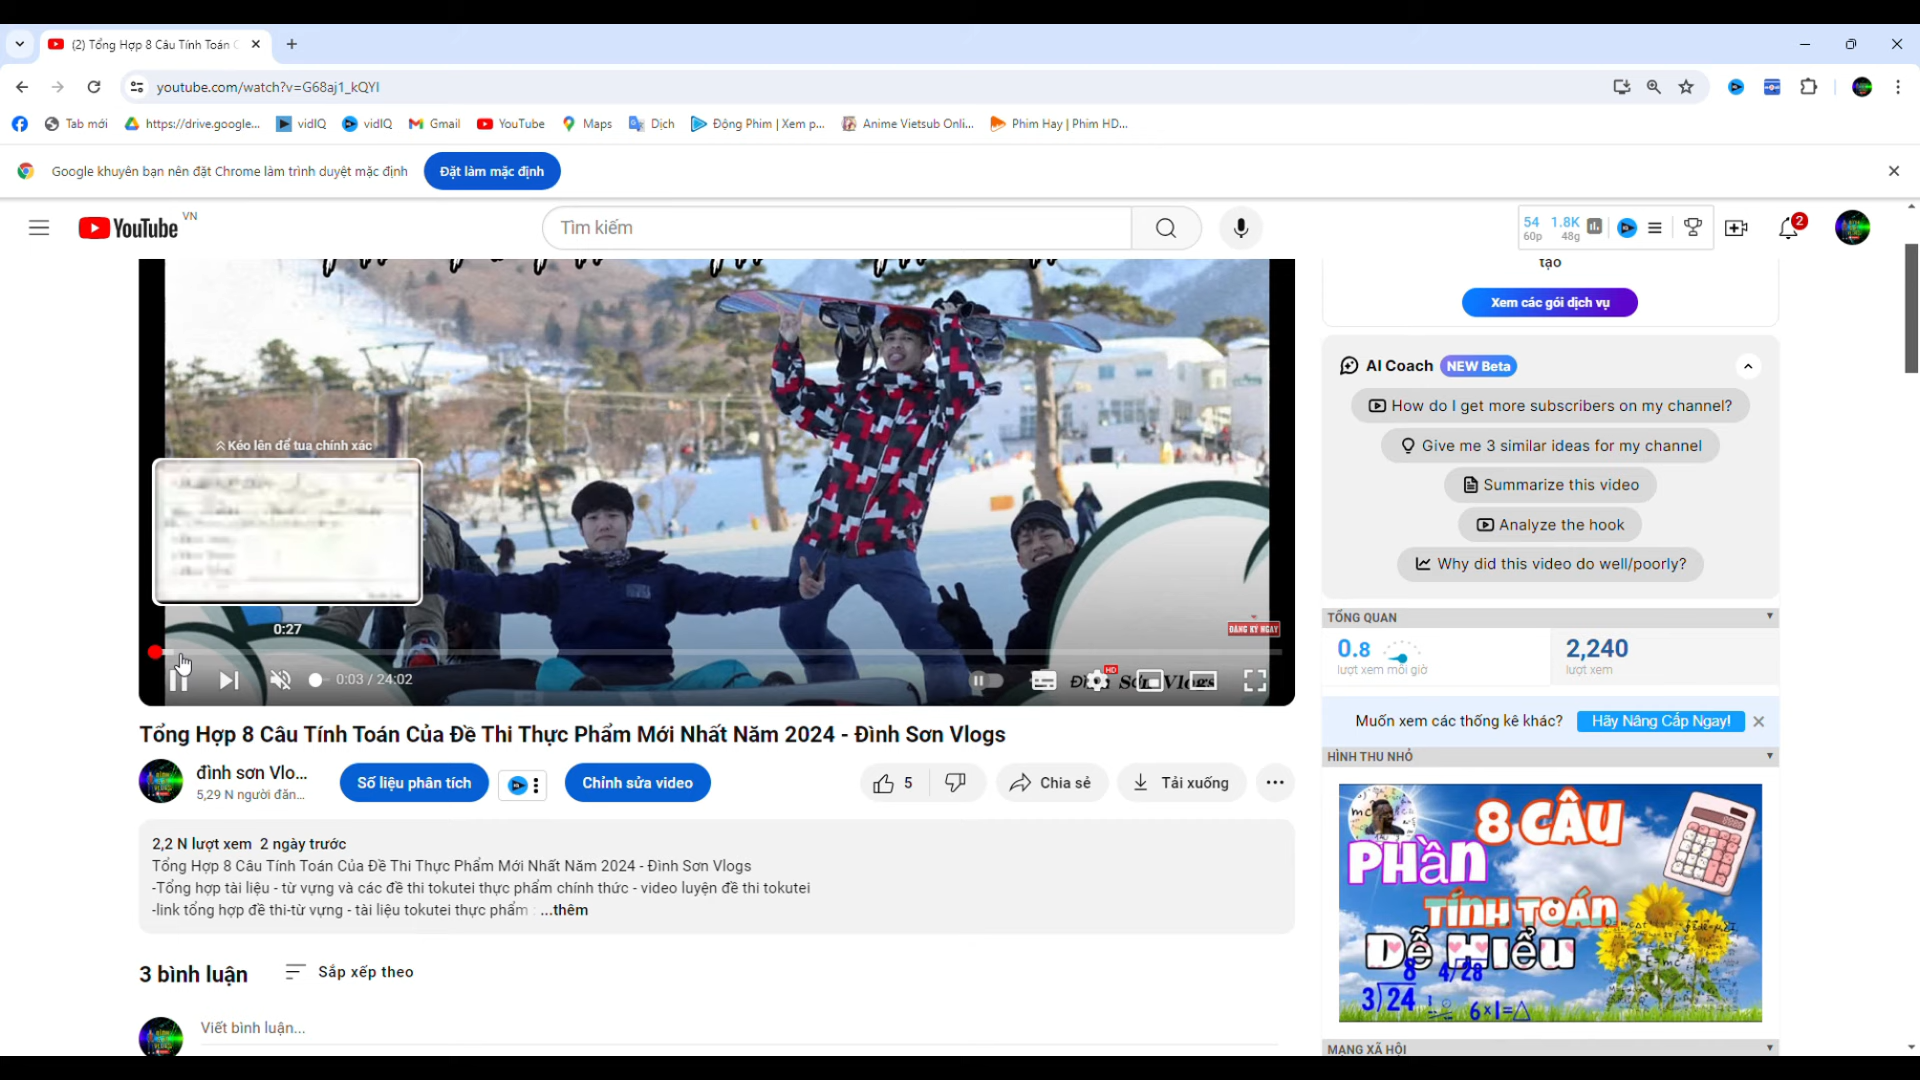 (2) Tổng Hợp 8 Câu Tính Toán C
youtube.com/watch?v=G68aj1_kQYI
Tab mới
https://drive.google...
vidIQ
vidIQ
Gmail
YouTube
Maps
Dịch
Động Phim | Xem p...
Anime Vietsub Onli...
Phim Hay | Phim HD...
Google khuyên bạn nên đặt Chrome làm trình duyệt mặc định
Đặt làm mặc định
YouTube VN
Tìm kiếm
54 1.8K
60p 48g
2
tạo
Xem các gói dịch vụ
AI Coach NEW Beta
How do I get more subscribers on my channel?
Give me 3 similar ideas for my channel
Summarize this video
Analyze the hook
Why did this video do well/poorly?
TỔNG QUAN
0.8
lượt xem mỗi giờ
2,240
lượt xem
Muốn xem các thống kê khác? Hãy Nâng Cấp Ngay!
HÌNH THU NHỎ
8 CÂU
PHẦN
TÍNH TOÁN
DỄ HIỂU
8 4/28
3)24
6x1=△
MẠNG XÃ HỘI
Kéo lên để tua chính xác
0:27
ĐĂNG KÝ NGAY
0:03 / 24:02
HD
Đình Sơn Vlogs
Tổng Hợp 8 Câu Tính Toán Của Đề Thi Thực Phẩm Mới Nhất Năm 2024 - Đình Sơn Vlogs
đình sơn Vlo...
5,29 N người đăn...
Số liệu phân tích
Chỉnh sửa video
5
Chia sẻ
Tải xuống
2,2 N lượt xem 2 ngày trước
Tổng Hợp 8 Câu Tính Toán Của Đề Thi Thực Phẩm Mới Nhất Năm 2024 - Đình Sơn Vlogs
-Tổng hợp tài liệu - từ vựng và các đề thi tokutei thực phẩm chính thức - video luyện đề thi tokutei
-link tổng hợp đề thi-từ vựng - tài liệu tokutei thực phẩm : ...thêm
3 bình luận
Sắp xếp theo
Viết bình luận...